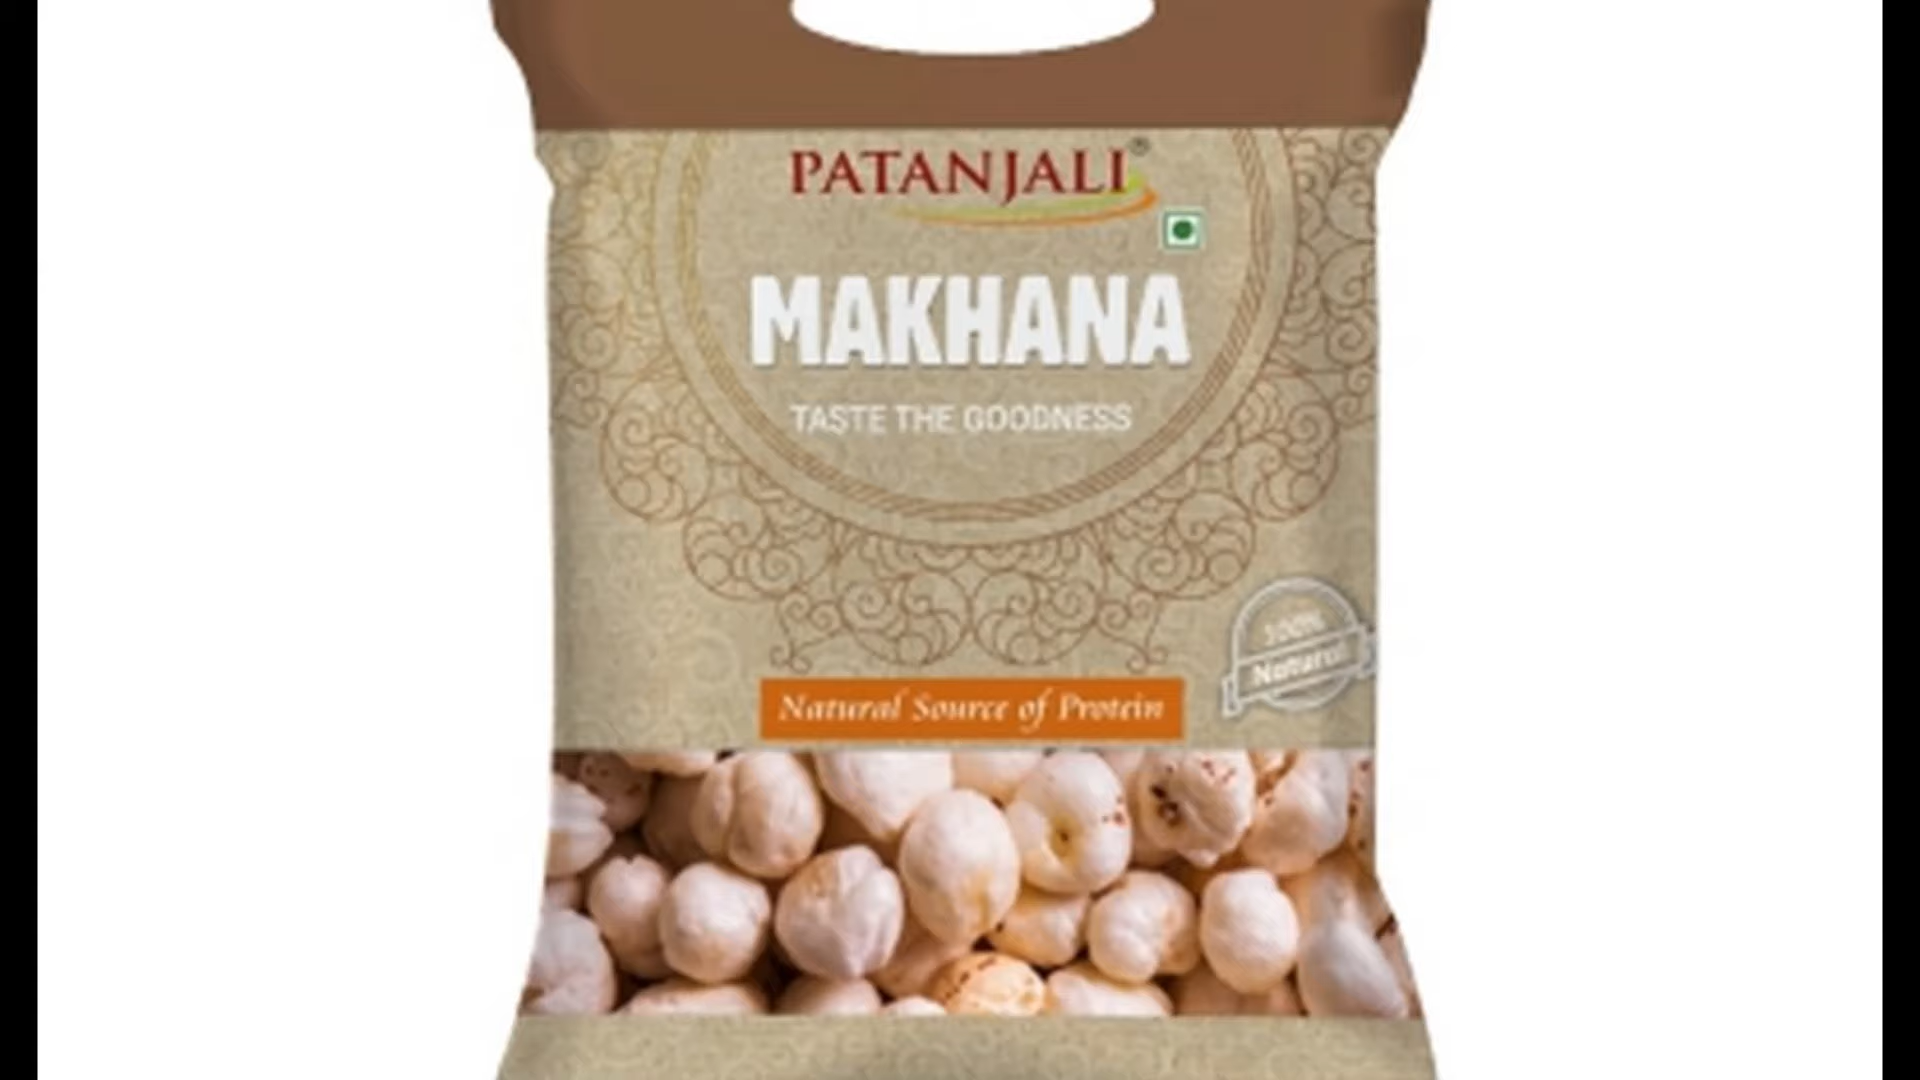 PATANJALI®
MAKHANA
TASTE THE GOODNESS
100%
Natural
Natural Source of Protein